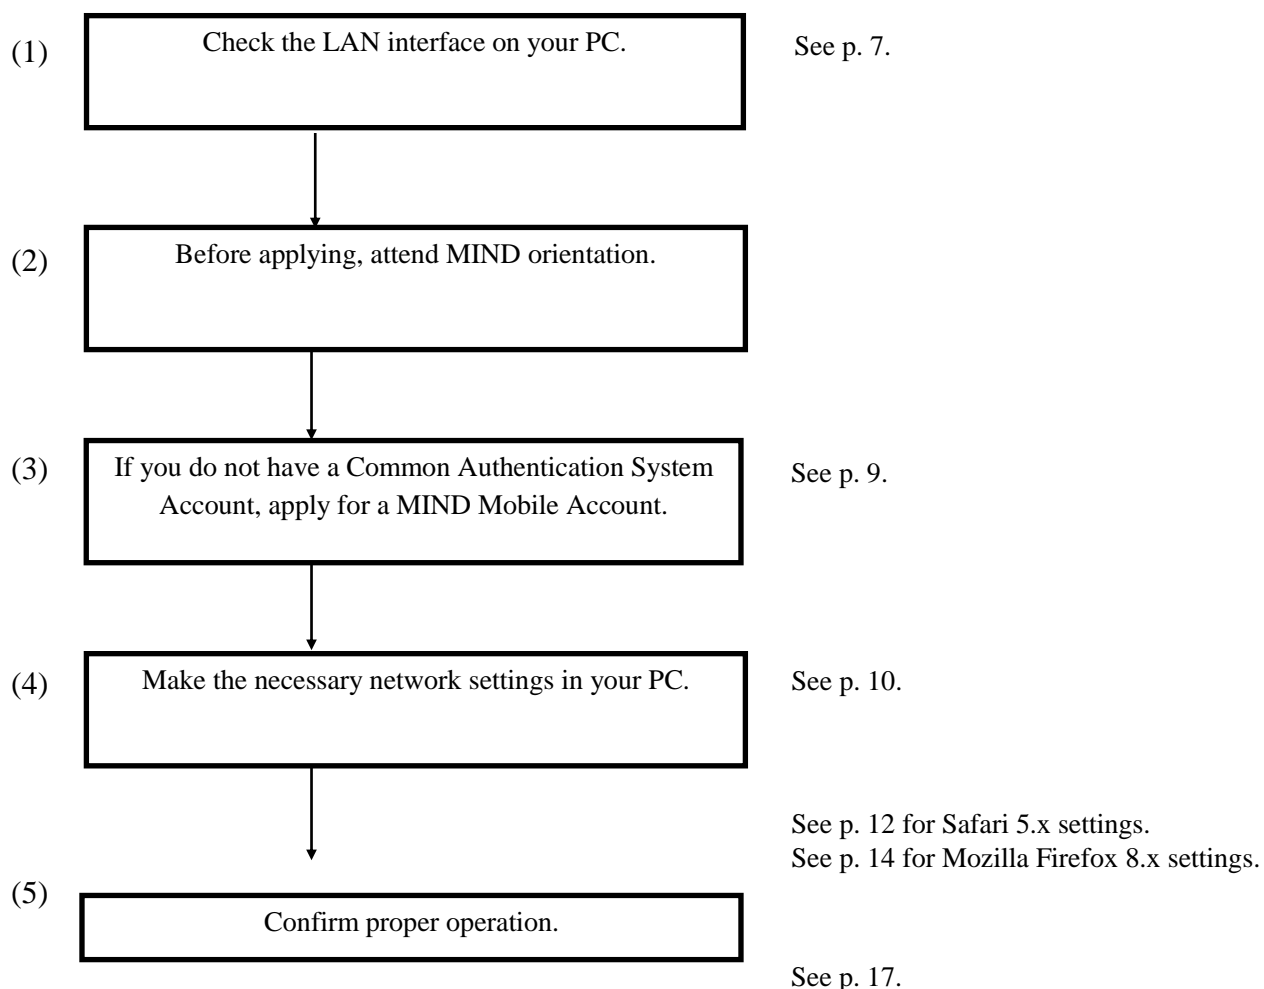 (1)
Check the LAN interface on your PC.
See p. 7.
(2)
Before applying, attend MIND orientation.
(3)
If you do not have a Common Authentication System
Account, apply for a MIND Mobile Account.
See p. 9.
(4)
Make the necessary network settings in your PC.
See p. 10.
See p. 12 for Safari 5.x settings.
See p. 14 for Mozilla Firefox 8.x settings.
(5)
Confirm proper operation.
See p. 17.